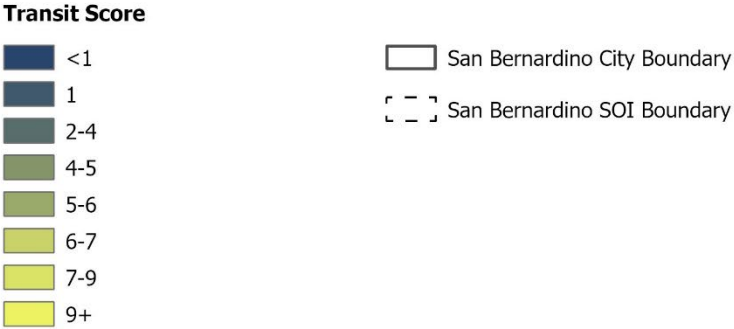 Transit Score
<1
1
2-4
4-5
5-6
6-7
7-9
9+
San Bernardino City Boundary
San Bernardino SOI Boundary